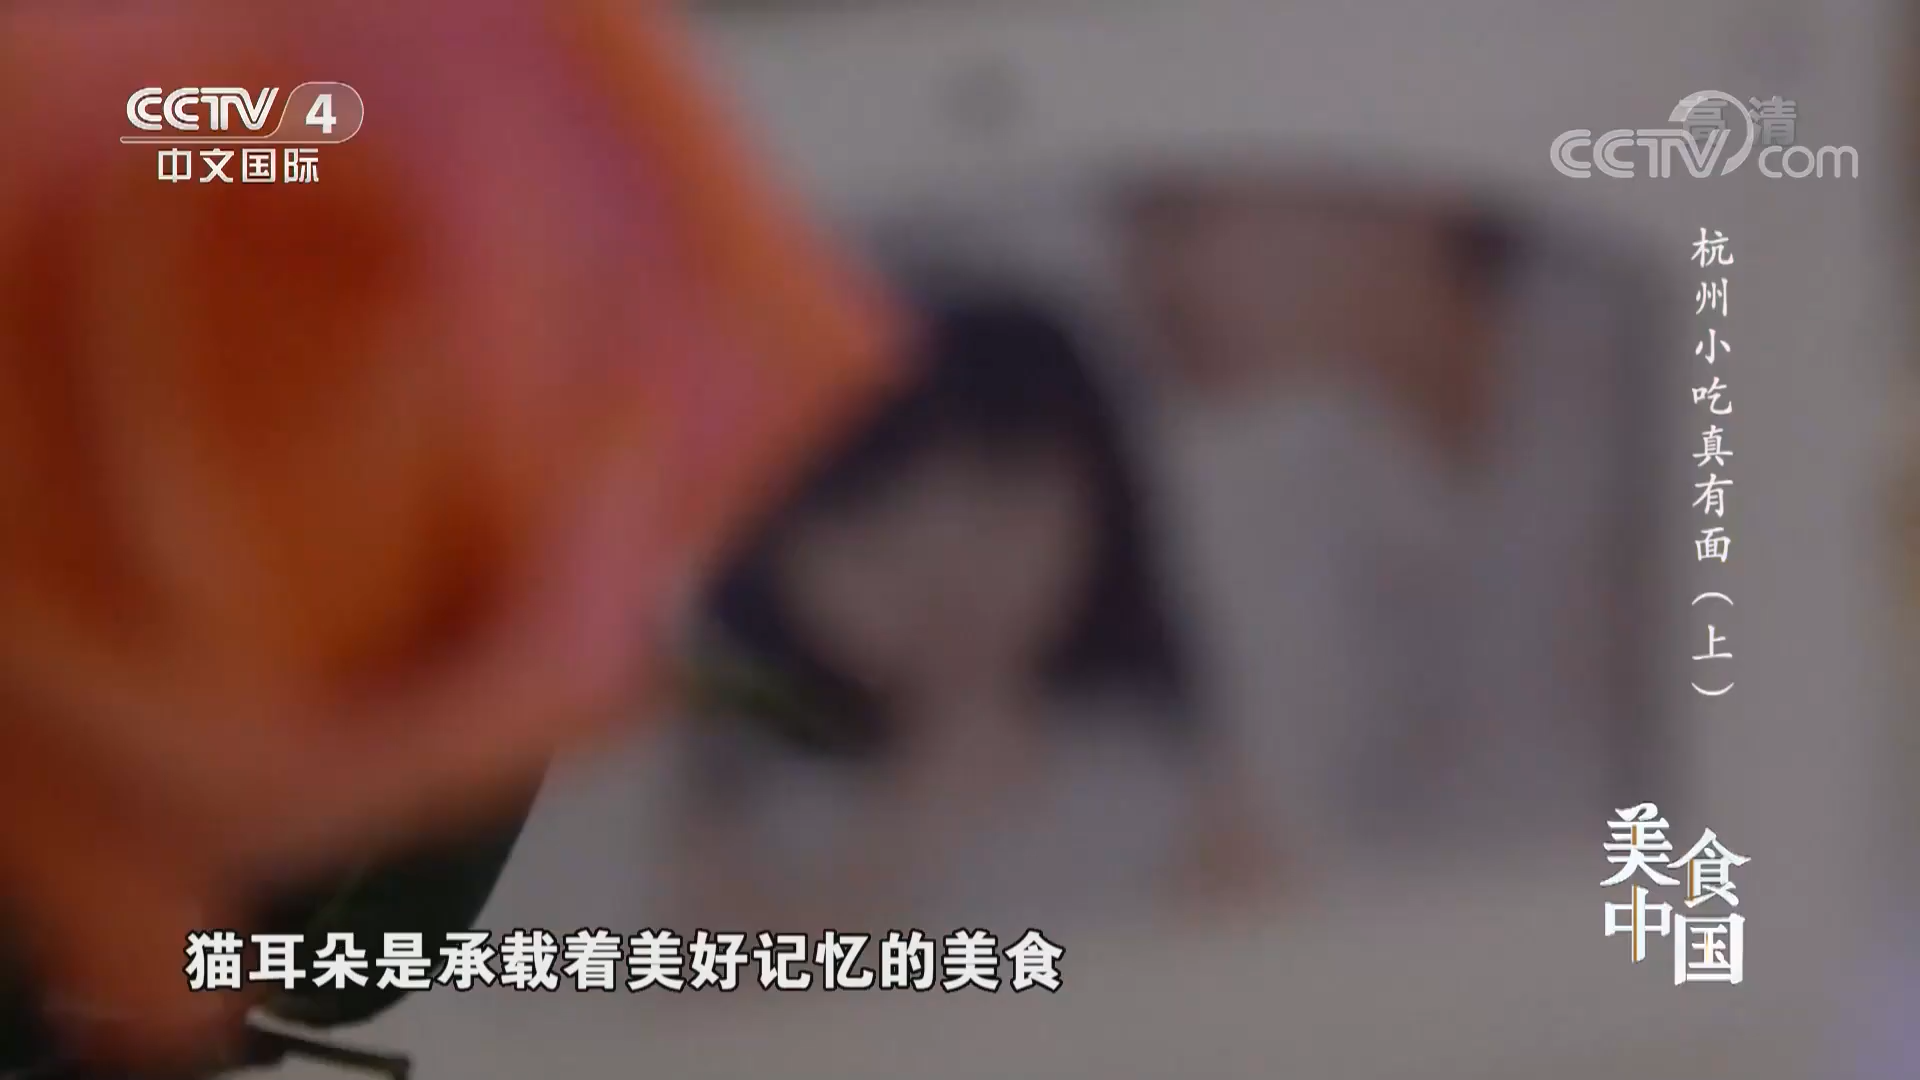 CCTV 4
中文国际
高清
CCTV com
杭州小吃真有面（上）
美食
中国
猫耳朵是承载着美好记忆的美食